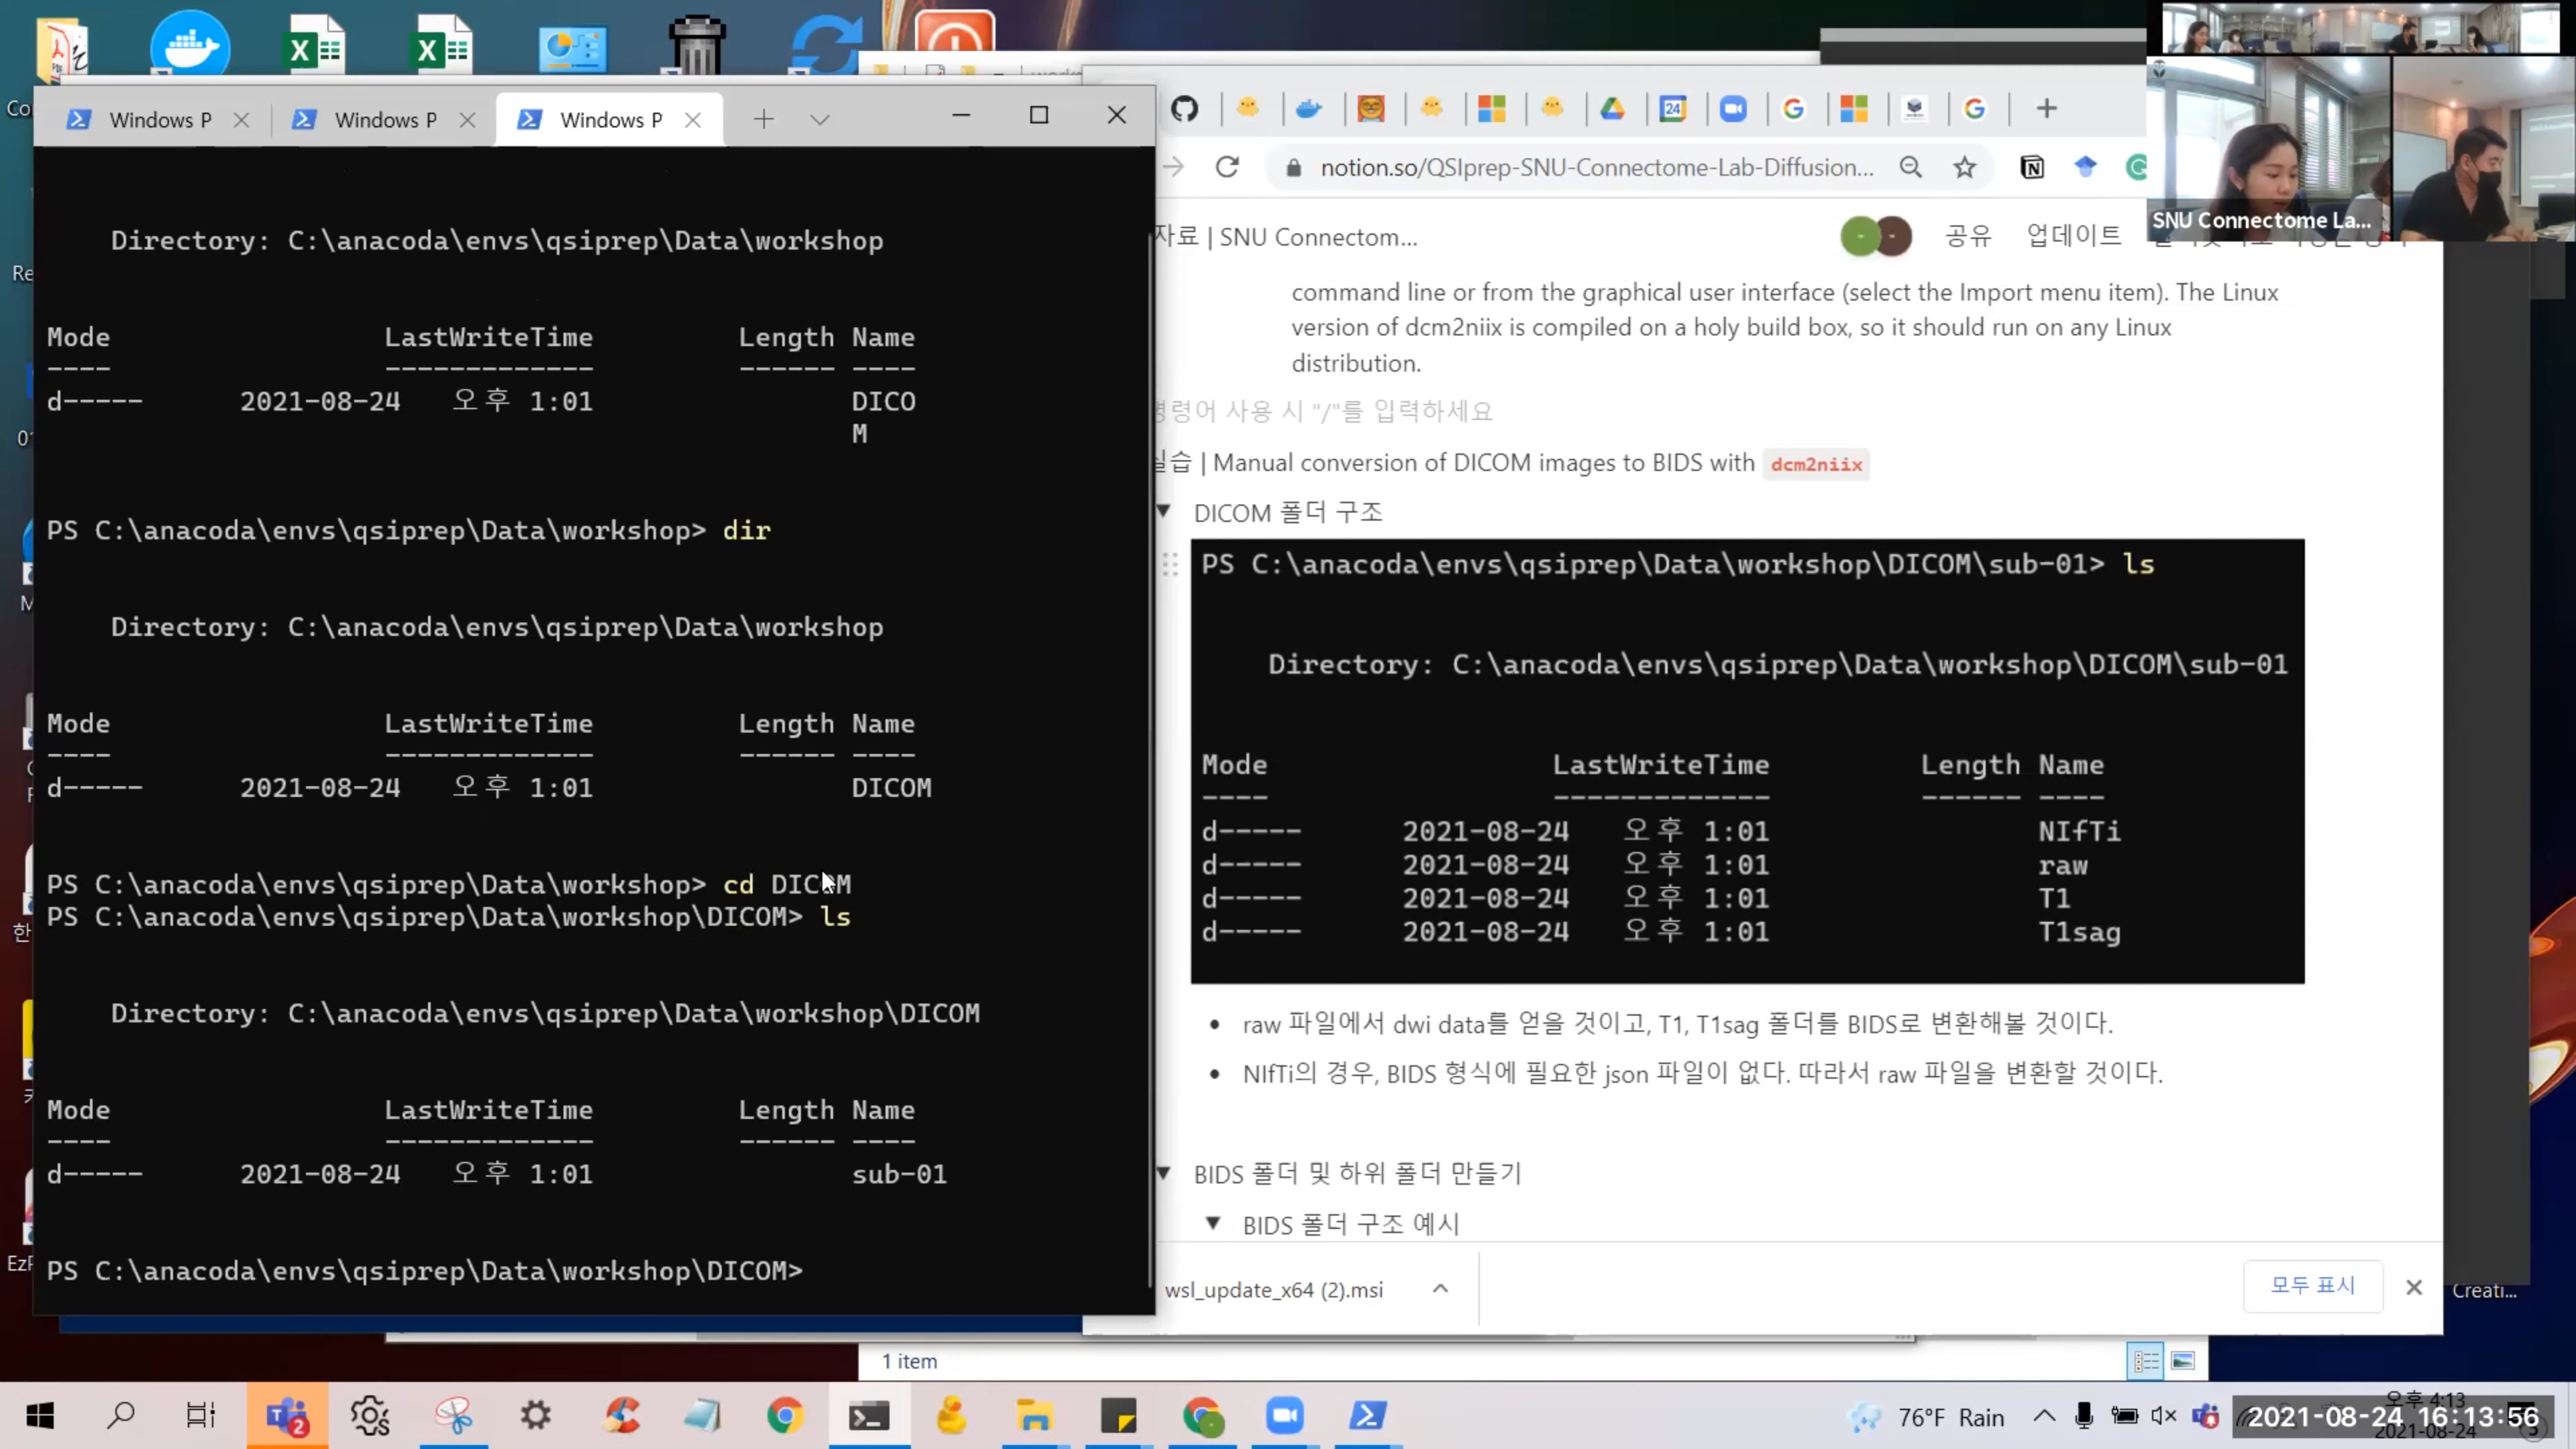 Windows P
Windows P
Windows P
Directory: C:\anacoda\envs\qsiprep\Data\workshop
Mode LastWriteTime Length Name
---- ------------- ------ ----
d----- 2021-08-24 오후 1:01 DICO
M
PS C:\anacoda\envs\qsiprep\Data\workshop> dir
Directory: C:\anacoda\envs\qsiprep\Data\workshop
Mode LastWriteTime Length Name
---- ------------- ------ ----
d----- 2021-08-24 오후 1:01 DICOM
PS C:\anacoda\envs\qsiprep\Data\workshop> cd DICOM
PS C:\anacoda\envs\qsiprep\Data\workshop\DICOM> ls
Directory: C:\anacoda\envs\qsiprep\Data\workshop\DICOM
Mode LastWriteTime Length Name
---- ------------- ------ ----
d----- 2021-08-24 오후 1:01 sub-01
PS C:\anacoda\envs\qsiprep\Data\workshop\DICOM>
notion.so/QSIprep-SNU-Connectome-Lab-Diffusion...
SNU Connectome La...
자료 | SNU Connectom...
공유 업데이트
command line or from the graphical user interface (select the Import menu item). The Linux
version of dcm2niix is compiled on a holy build box, so it should run on any Linux
distribution.
명령어 사용 시 "/"를 입력하세요
실습 | Manual conversion of DICOM images to BIDS with dcm2niix
DICOM 폴더 구조
PS C:\anacoda\envs\qsiprep\Data\workshop\DICOM\sub-01> ls
Directory: C:\anacoda\envs\qsiprep\Data\workshop\DICOM\sub-01
Mode LastWriteTime Length Name
---- ------------- ------ ----
d----- 2021-08-24 오후 1:01 NIfTi
d----- 2021-08-24 오후 1:01 raw
d----- 2021-08-24 오후 1:01 T1
d----- 2021-08-24 오후 1:01 T1sag
• raw 파일에서 dwi data를 얻을 것이고, T1, T1sag 폴더를 BIDS로 변환해볼 것이다.
• NIfTi의 경우, BIDS 형식에 필요한 json 파일이 없다. 따라서 raw 파일을 변환할 것이다.
BIDS 폴더 및 하위 폴더 만들기
BIDS 폴더 구조 예시
wsl_update_x64 (2).msi
모두 표시
Creati...
1 item
76°F Rain
오후 4:13
2021-08-24 16:13:56
2021-08-24